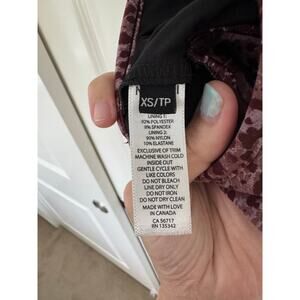 XS/TP
LINING 1:
92% POLYESTER
8% SPANDEX
LINING 2:
90% NYLON
10% ELASTANE
EXCLUSIVE OF TRIM
MACHINE WASH COLD
INSIDE OUT
GENTLE CYCLE WITH
LIKE COLORS
DO NOT BLEACH
LINE DRY ONLY
DO NOT IRON
DO NOT DRY CLEAN
MADE WITH LOVE
IN CANADA
CA 56717
RN 135342